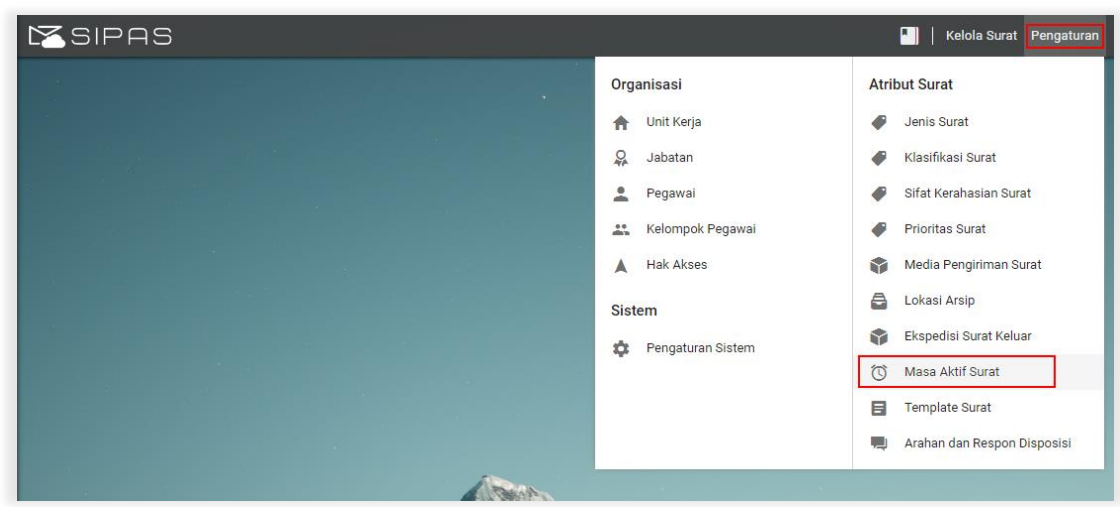 SIPAS
Kelola Surat
Pengaturan
Organisasi
Unit Kerja
Jabatan
Pegawai
Kelompok Pegawai
Hak Akses
Sistem
Pengaturan Sistem
Atribut Surat
Jenis Surat
Klasifikasi Surat
Sifat Kerahasian Surat
Prioritas Surat
Media Pengiriman Surat
Lokasi Arsip
Ekspedisi Surat Keluar
Masa Aktif Surat
Template Surat
Arahan dan Respon Disposisi